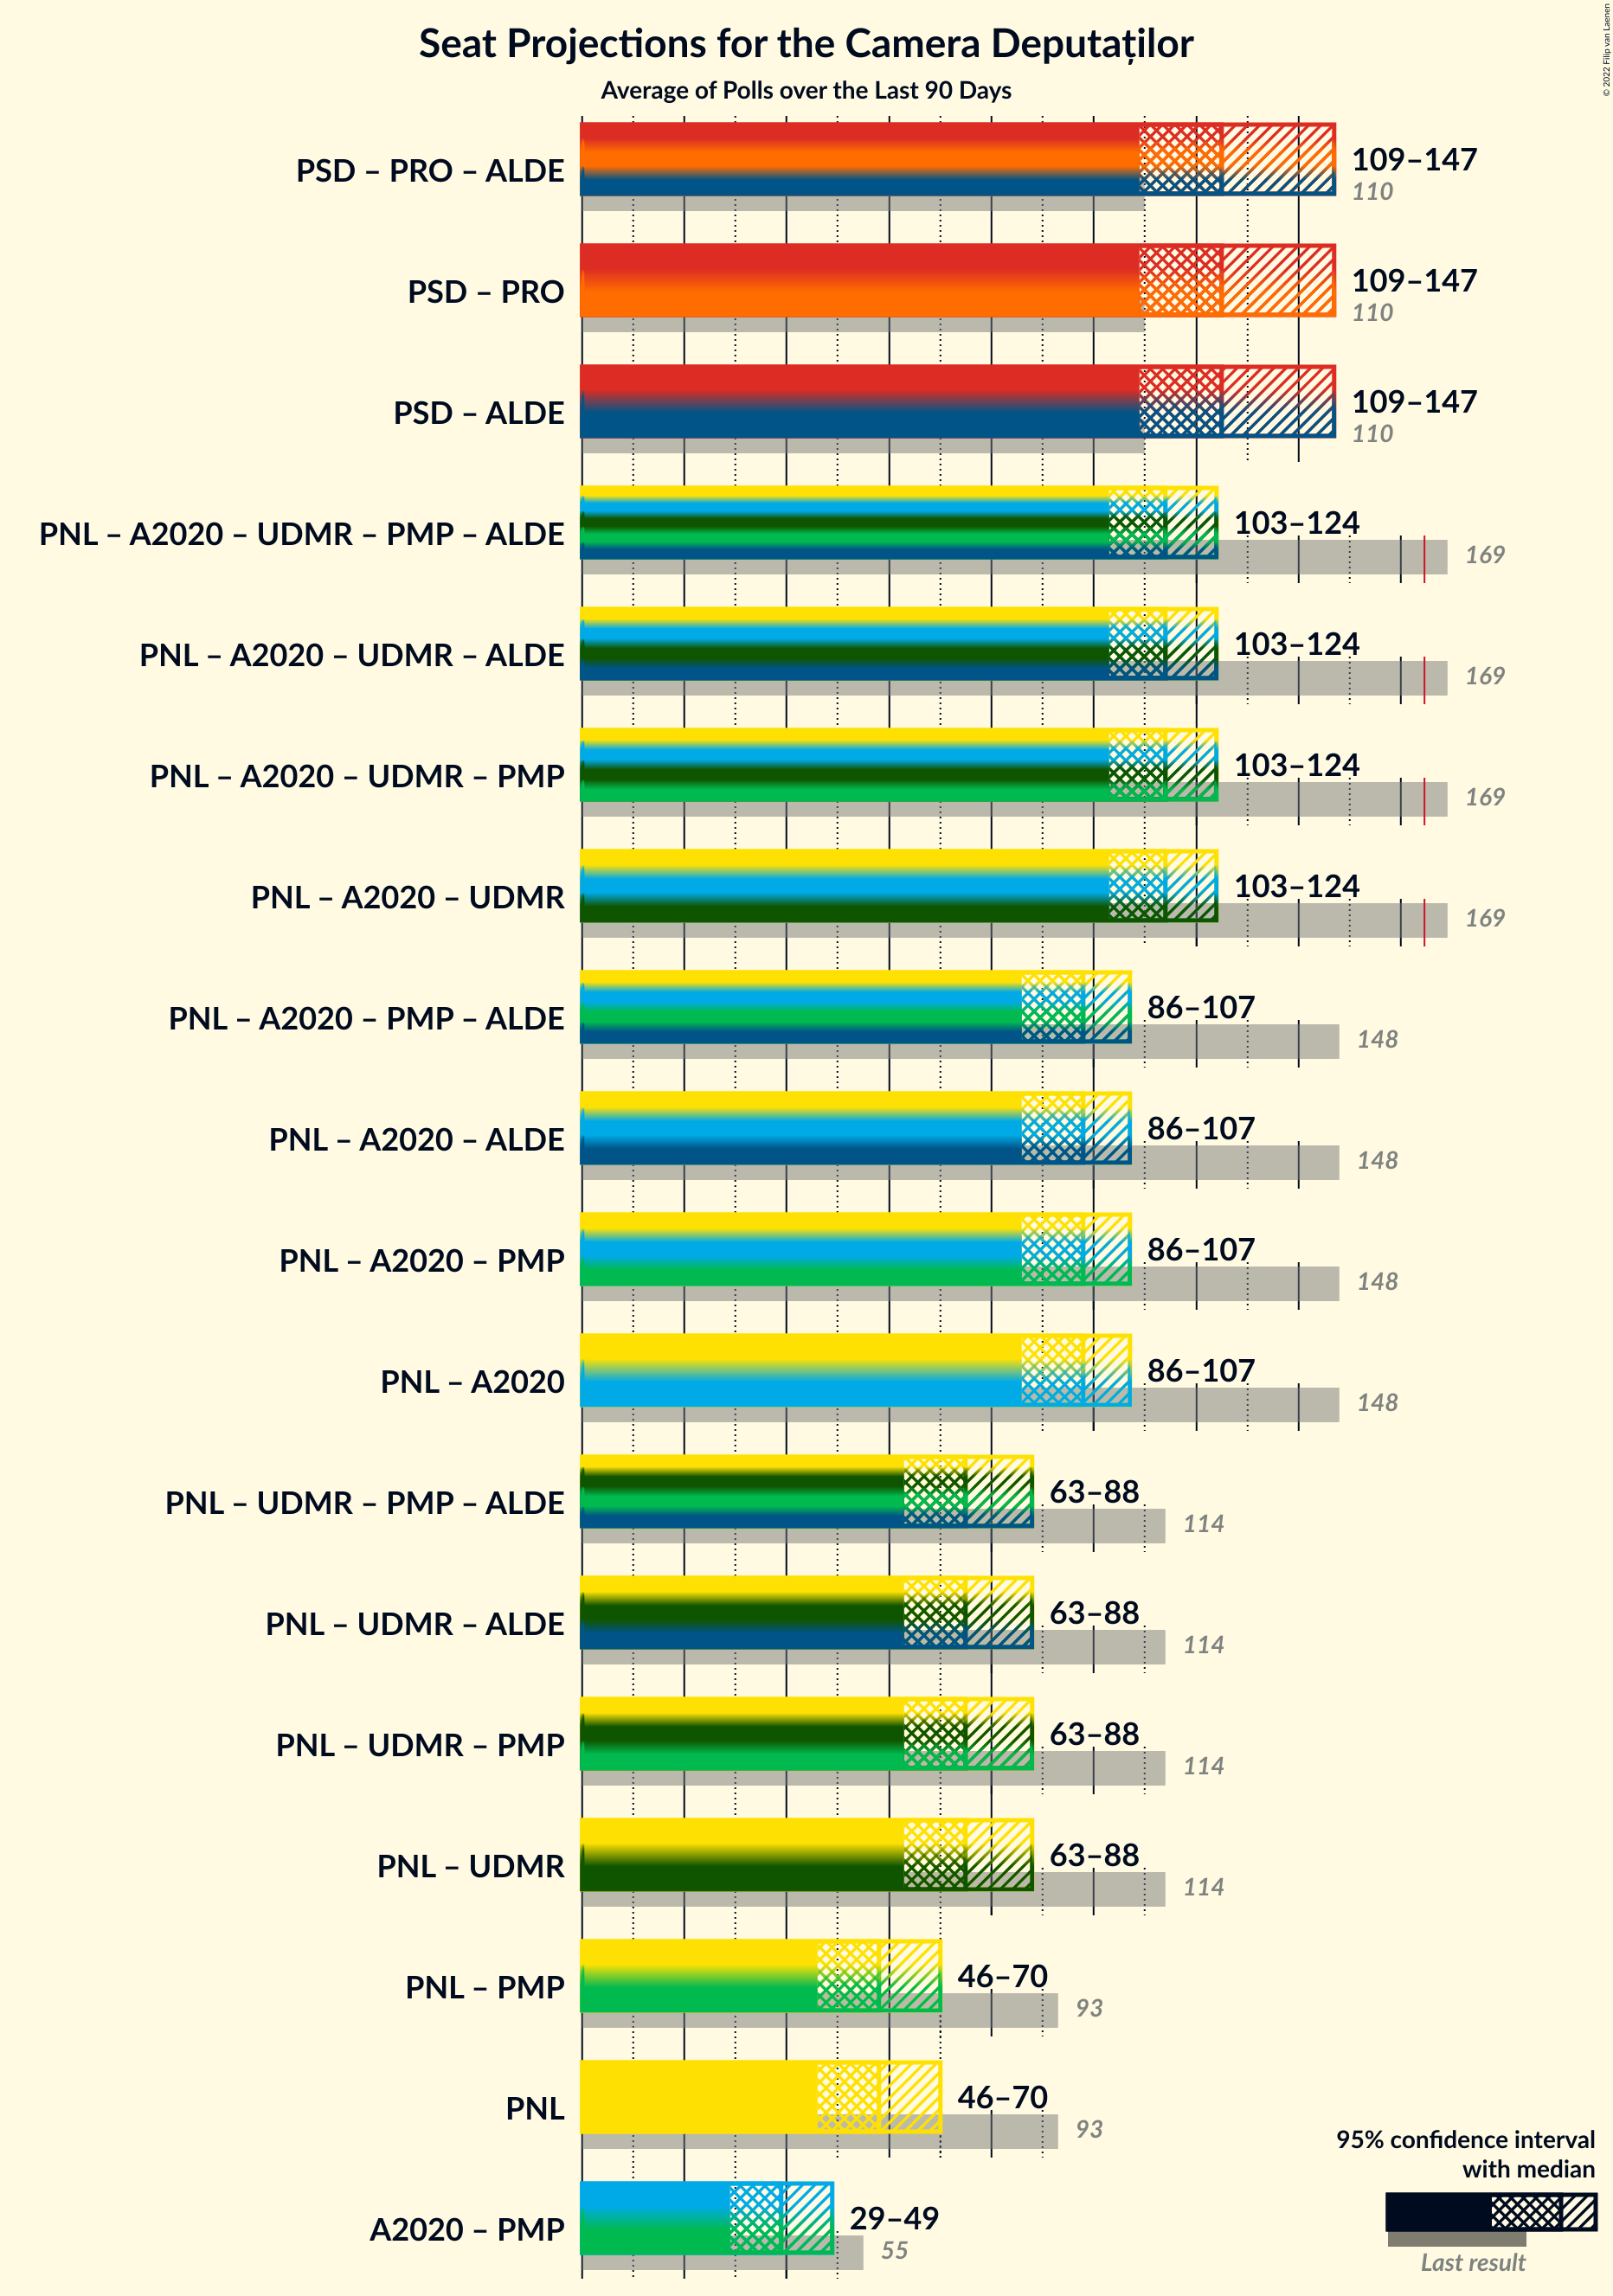 Seat Projections for the Camera Deputaților
Average of Polls over the Last 90 Days
© 2022 Filip van Laenen
PSD – PRO – ALDE
109–147
110
PSD – PRO
109–147
110
PSD – ALDE
109–147
110
PNL – A2020 – UDMR – PMP – ALDE
103–124
169
PNL – A2020 – UDMR – ALDE
103–124
169
PNL – A2020 – UDMR – PMP
103–124
169
PNL – A2020 – UDMR
103–124
169
PNL – A2020 – PMP – ALDE
86–107
148
PNL – A2020 – ALDE
86–107
148
PNL – A2020 – PMP
86–107
148
PNL – A2020
86–107
148
PNL – UDMR – PMP – ALDE
63–88
114
PNL – UDMR – ALDE
63–88
114
PNL – UDMR – PMP
63–88
114
PNL – UDMR
63–88
114
PNL – PMP
46–70
93
PNL
46–70
93
A2020 – PMP
29–49
55
95% confidence interval
with median
Last result